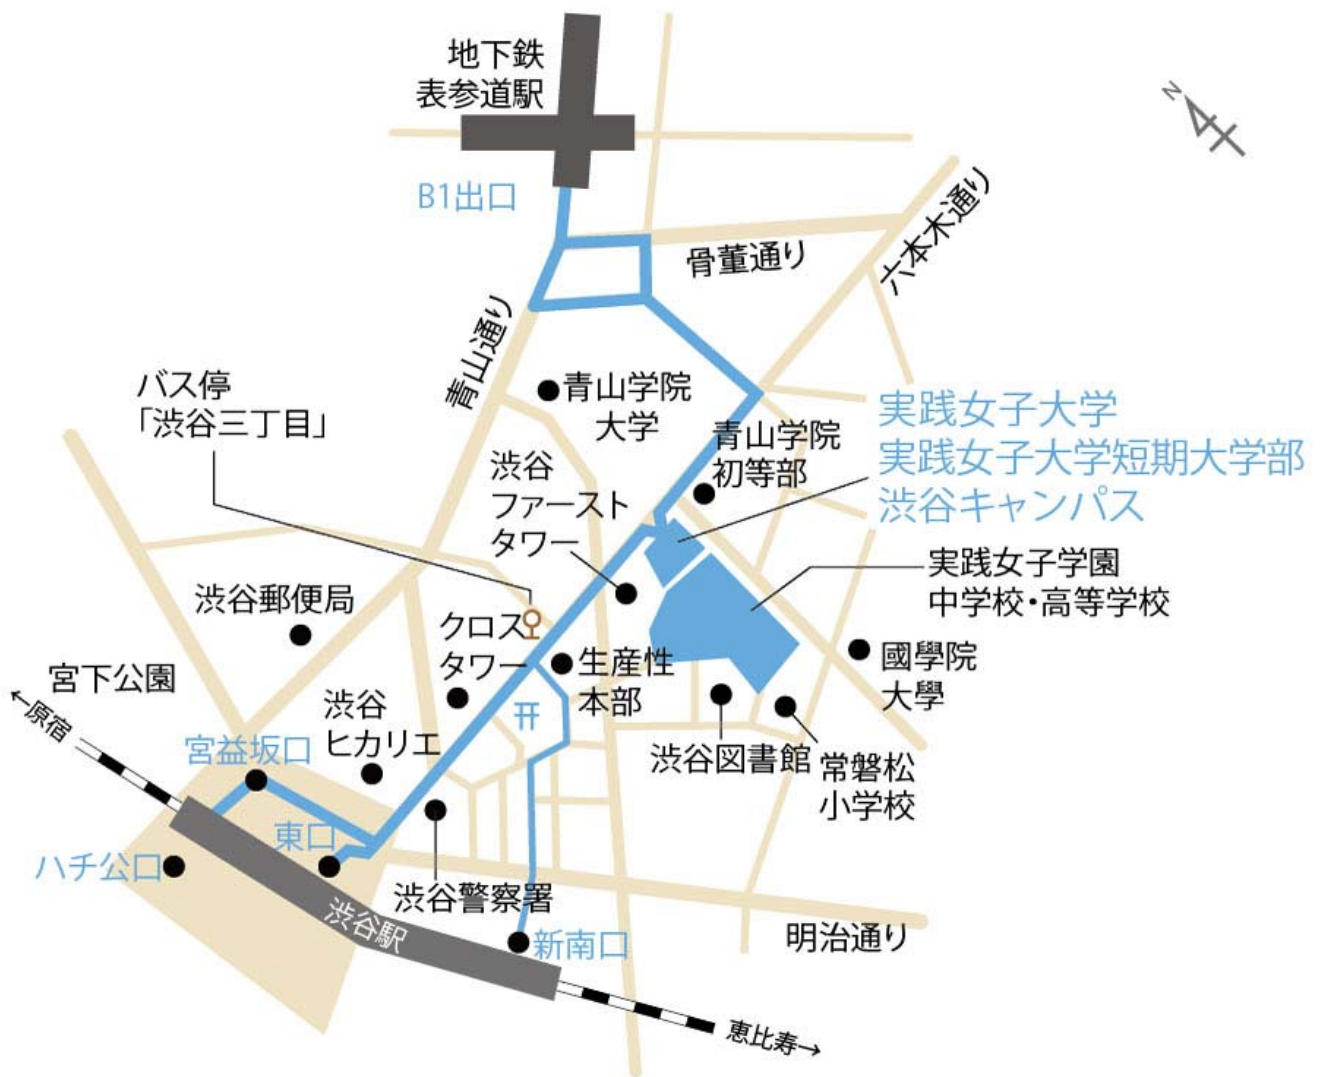 地下鉄
表参道駅
N
B1出口
骨董通り
六本木通り
青山通り
バス停
「渋谷三丁目」
青山学院
大学
実践女子大学
実践女子大学短期大学部
渋谷キャンパス
青山学院
初等部
渋谷
ファースト
タワー
実践女子学園
中学校・高等学校
渋谷郵便局
クロス
タワー
生産性
本部
國學院
大學
宮下公園
←原宿
渋谷
ヒカリエ
宮益坂口
渋谷図書館
常磐松
小学校
東口
ハチ公口
渋谷警察署
渋谷駅
新南口
明治通り
恵比寿→